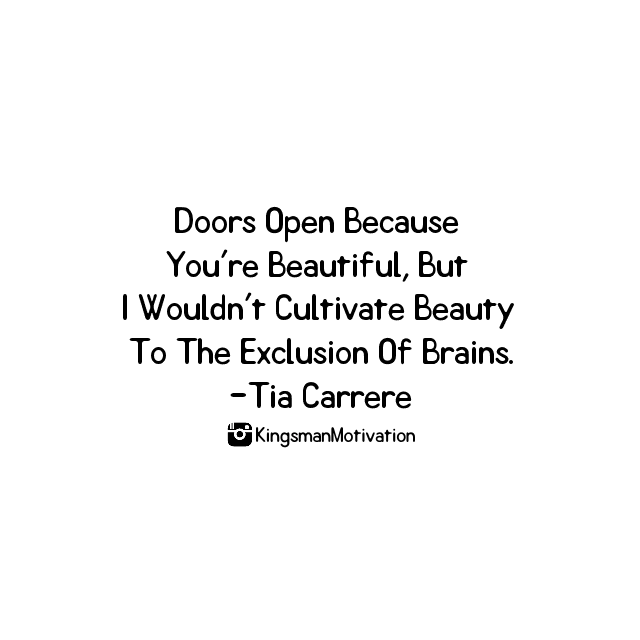 Doors Open Because
You're Beautiful, But
I Wouldn't Cultivate Beauty
To The Exclusion Of Brains.
-Tia Carrere
KingsmanMotivation